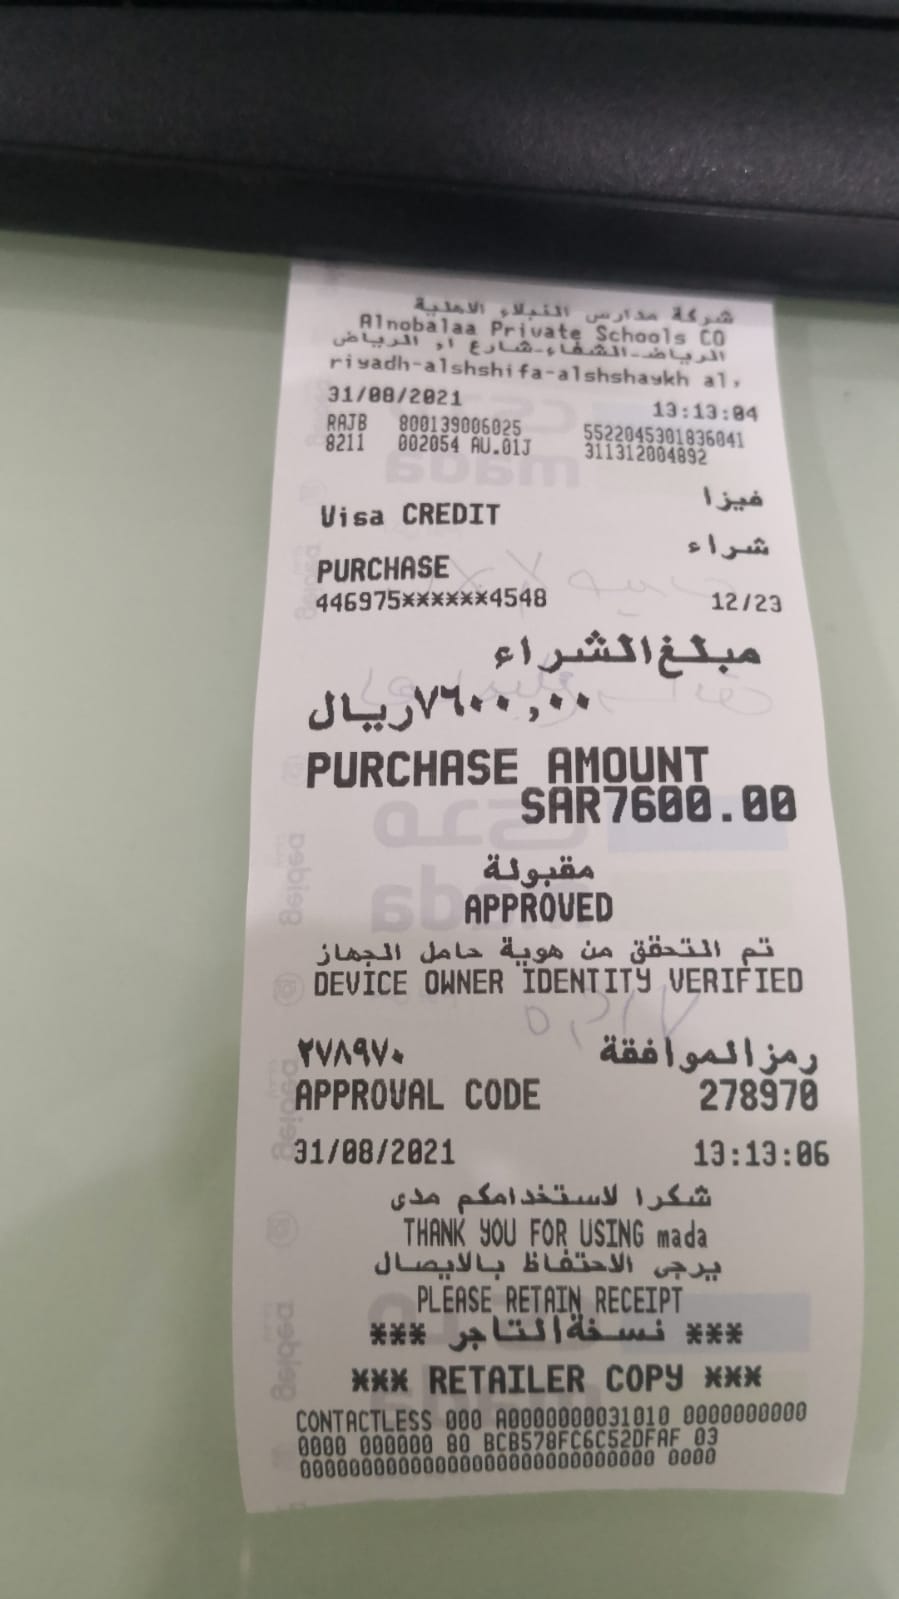 شركة مدارس النبلاء الاهلية
Alnobalaa Private Schools CO
الرياض-الشفاء-شارع ال الرياض
riyadh-alshshifa-alshshaykh al,
31/08/2021 13:13:04
RAJB 800139006025 5522045301836041
8211 002054 AU.01J 311312004892
فيزا
Visa CREDIT
شراء
PURCHASE
446975******4548 12/23
مبلغ الشراء
٧٦٠٠,٠٠ ريال
PURCHASE AMOUNT
SAR7600.00
مقبولة
APPROVED
تم التحقق من هوية حامل الجهاز
DEVICE OWNER IDENTITY VERIFIED
رمز الموافقة ٢٧٨٩٧٠
APPROVAL CODE 278970
31/08/2021 13:13:06
شكرا لاستخدامكم مدى
THANK YOU FOR USING mada
يرجى الاحتفاظ بالايصال
PLEASE RETAIN RECEIPT
*** نسخة التاجر ***
*** RETAILER COPY ***
CONTACTLESS 000 A0000000031010 0000000000
0000 000000 80 BCB578FC6C52DFAF 03